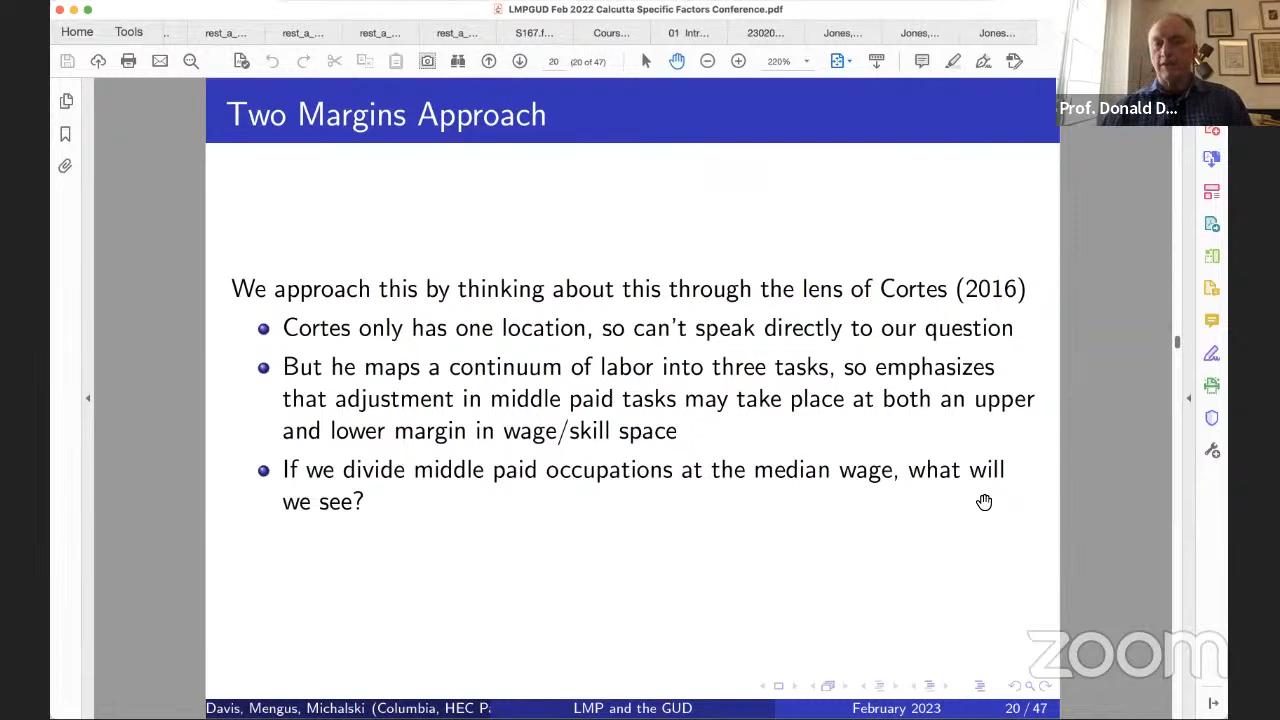 LMPGUD Feb 2022 Calcutta Specific Factors Conference.pdf
Home Tools .. rest_a_... rest_a_... rest_a_... rest_a_... S167.f... Cours... 01 Intr... 23020... Jones,... Jones,... Jones...
20 (20 of 47) 220%
Two Margins Approach
Prof. Donald D...
We approach this by thinking about this through the lens of Cortes (2016)
Cortes only has one location, so can't speak directly to our question
But he maps a continuum of labor into three tasks, so emphasizes
that adjustment in middle paid tasks may take place at both an upper
and lower margin in wage/skill space
If we divide middle paid occupations at the median wage, what will
we see?
zoom
Davis, Mengus, Michalski (Columbia, HEC Pa LMP and the GUD February 2023 20 / 47